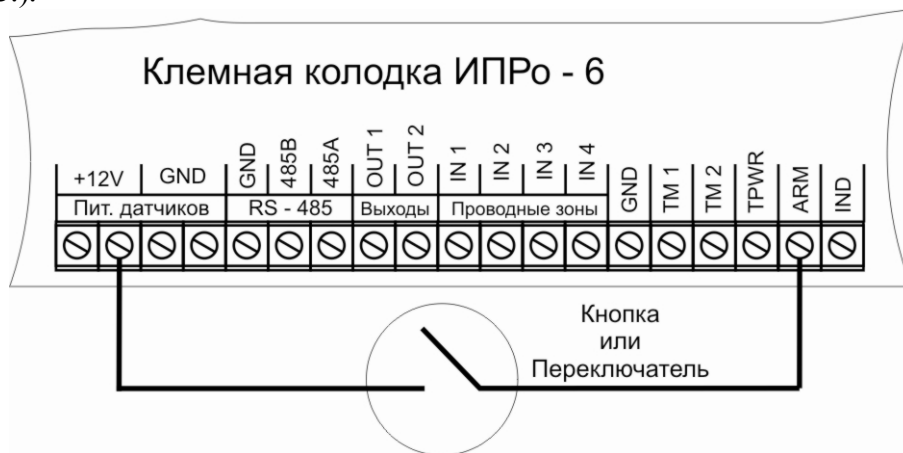 Клемная колодка ИПРо - 6
+12V GND GND 485B 485A OUT 1 OUT 2 IN 1 IN 2 IN 3 IN 4 GND TM 1 TM 2 TPWR ARM IND
Пит. датчиков RS - 485 Выходы Проводные зоны
Кнопка
или
Переключатель